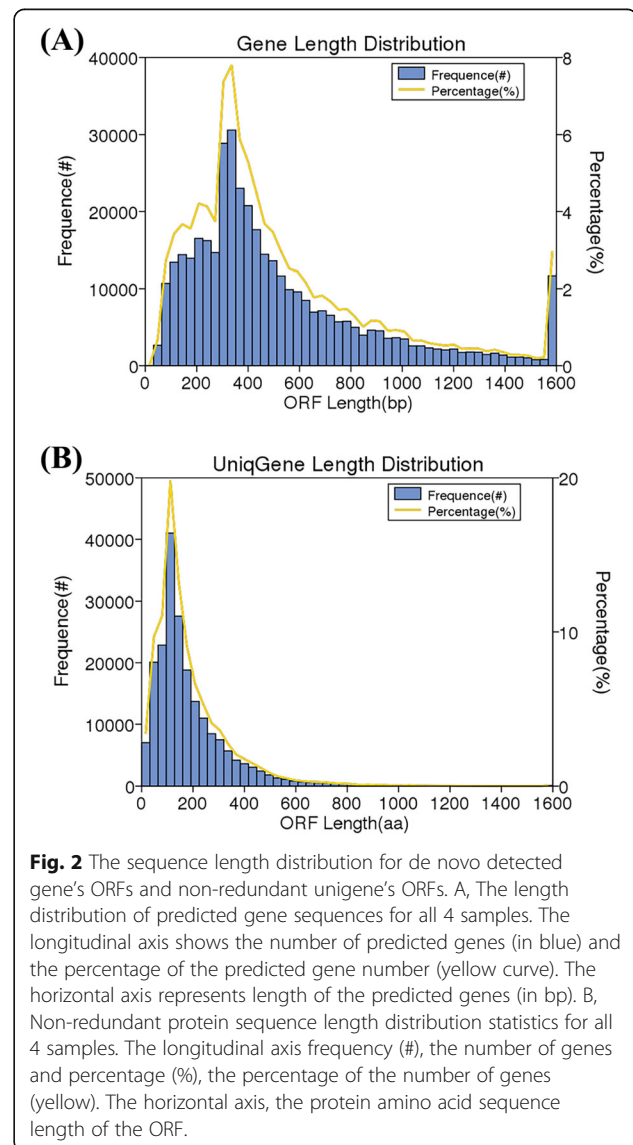 (A)
Gene Length Distribution
40000
30000
20000
10000
0
Frequence(#)
8
6
4
2
0
Percentage(%)
Frequence(#)
Percentage(%)
0 200 400 600 800 1000 1200 1400 1600
ORF Length(bp)
(B)
UniqGene Length Distribution
50000
40000
30000
20000
10000
0
Frequence(#)
20
10
0
Percentage(%)
Frequence(#)
Percentage(%)
0 200 400 600 800 1000 1200 1400 1600
ORF Length(aa)
Fig. 2 The sequence length distribution for de novo detected
gene's ORFs and non-redundant unigene's ORFs. A, The length
distribution of predicted gene sequences for all 4 samples. The
longitudinal axis shows the number of predicted genes (in blue) and
the percentage of the predicted gene number (yellow curve). The
horizontal axis represents length of the predicted genes (in bp). B,
Non-redundant protein sequence length distribution statistics for all
4 samples. The longitudinal axis frequency (#), the number of genes
and percentage (%), the percentage of the number of genes
(yellow). The horizontal axis, the protein amino acid sequence
length of the ORF.